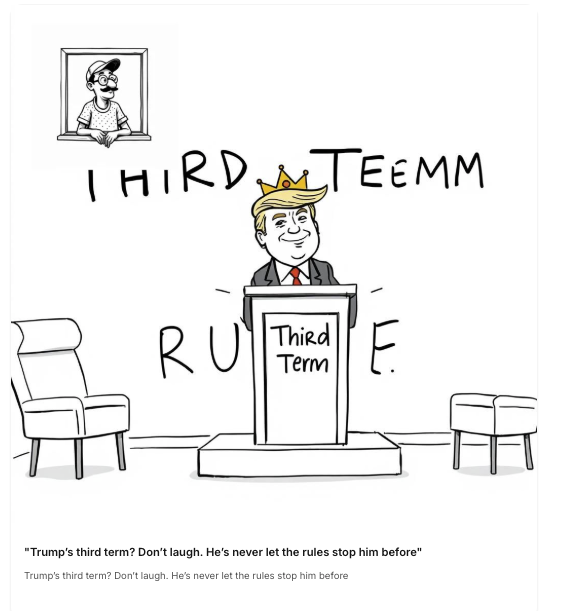 THIRD TEEMM
RU E.
Third
Term
"Trump's third term? Don't laugh. He's never let the rules stop him before"
Trump's third term? Don't laugh. He's never let the rules stop him before